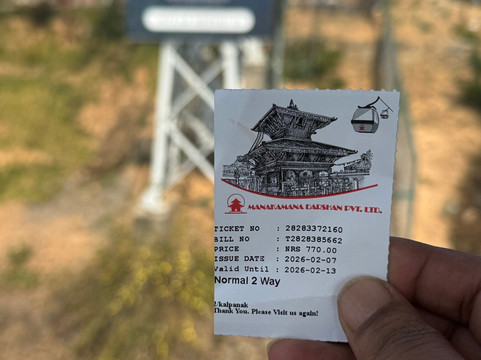 MANAKAMANA DARSHAN PVT. LTD.
TICKET NO : 28283372160
BILL NO : T2828385662
PRICE : NRS 770.00
ISSUE DATE : 2026-02-07
Valid Until : 2026-02-13
Normal 2 Way
/kalpanak
Thank You. Please Visit us again!